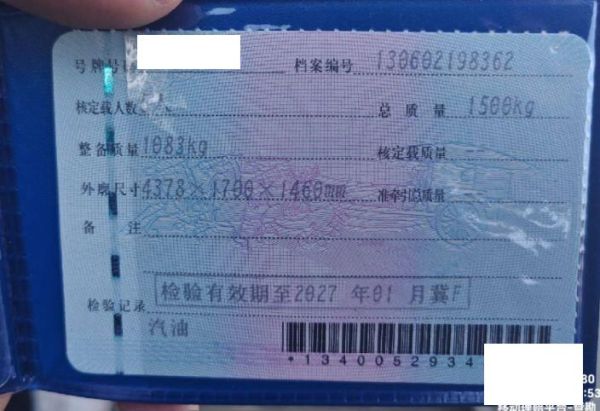 号牌号 档案编号 130602198362
核定载人数 总质量 1500kg
整备质量 1083kg 核定载质量
外廓尺寸 4378×1700×1460mm 准牵引总质量
备注
检验记录 检验有效期至2027年01月冀F
汽油
*134005293
80
:53